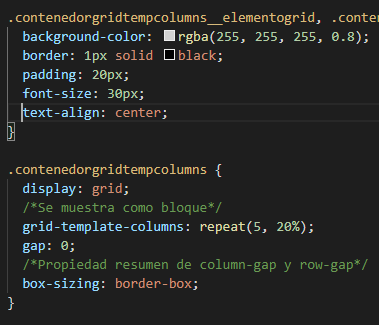 .contenedorgridtempcolumns__elementogrid, .conten
background-color: rgba(255, 255, 255, 0.8);
border: 1px solid black;
padding: 20px;
font-size: 30px;
text-align: center;
}
.contenedorgridtempcolumns {
display: grid;
/*Se muestra como bloque*/
grid-template-columns: repeat(5, 20%);
gap: 0;
/*Propiedad resumen de column-gap y row-gap*/
box-sizing: border-box;
}